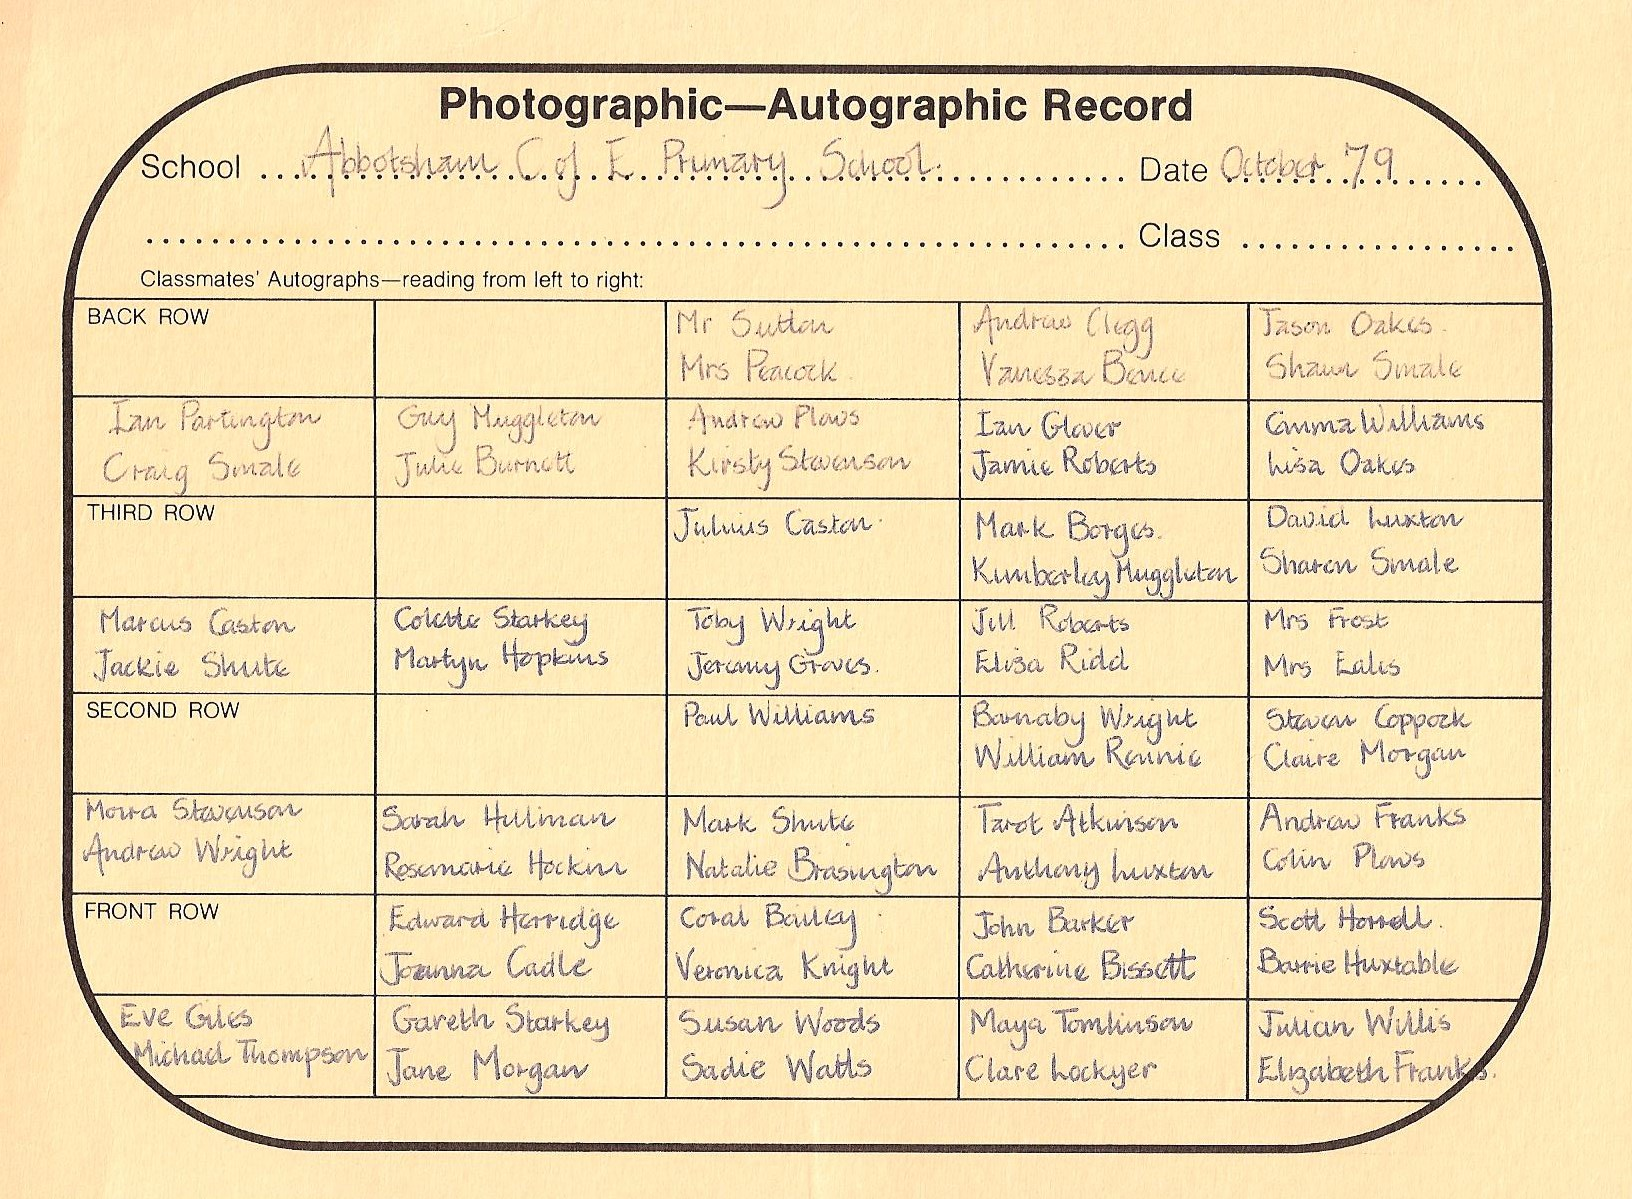 Photographic—Autographic Record
School Abbotsham C of E Primary School. Date October 79
Class
Classmates' Autographs—reading from left to right:
BACK ROW Mr Sutton Andrew Clegg Jason Oakes.
Mrs Peacock Vanessa Bence Shaun Smale
Ian Partington Guy Muggleton Andrew Plows Ian Glover Emma Williams
Craig Smale Julie Burnett Kirsty Stevenson Jamie Roberts Lisa Oakes
THIRD ROW Julius Caston Mark Borges. David Luxton
Kimberley Muggleton Sharon Smale
Marcus Caston Colette Starkey Toby Wright Jill Roberts Mrs Frost
Jackie Shute Martyn Hopkins Jeremy Groves. Eliza Ridd Mrs Eales
SECOND ROW Paul Williams Barnaby Wright Steven Coppock
William Rennie Claire Morgan
Moira Stevenson Sarah Hillman Mark Shute Tarot Atkinson Andrew Franks
Andrew Wright Rosemarie Hockin Natalie Brasington Anthony Luxton Colin Plows
FRONT ROW Edward Herridge Coral Bailey John Barker Scott Horrell.
Joanna Cadle Veronica Knight Catherine Bissett Barrie Huxtable
Eve Giles Gareth Starkey Susan Woods Maya Tomlinson Julian Willis
Michael Thompson Jane Morgan Sadie Watts Clare Lockyer Elizabeth Franks.